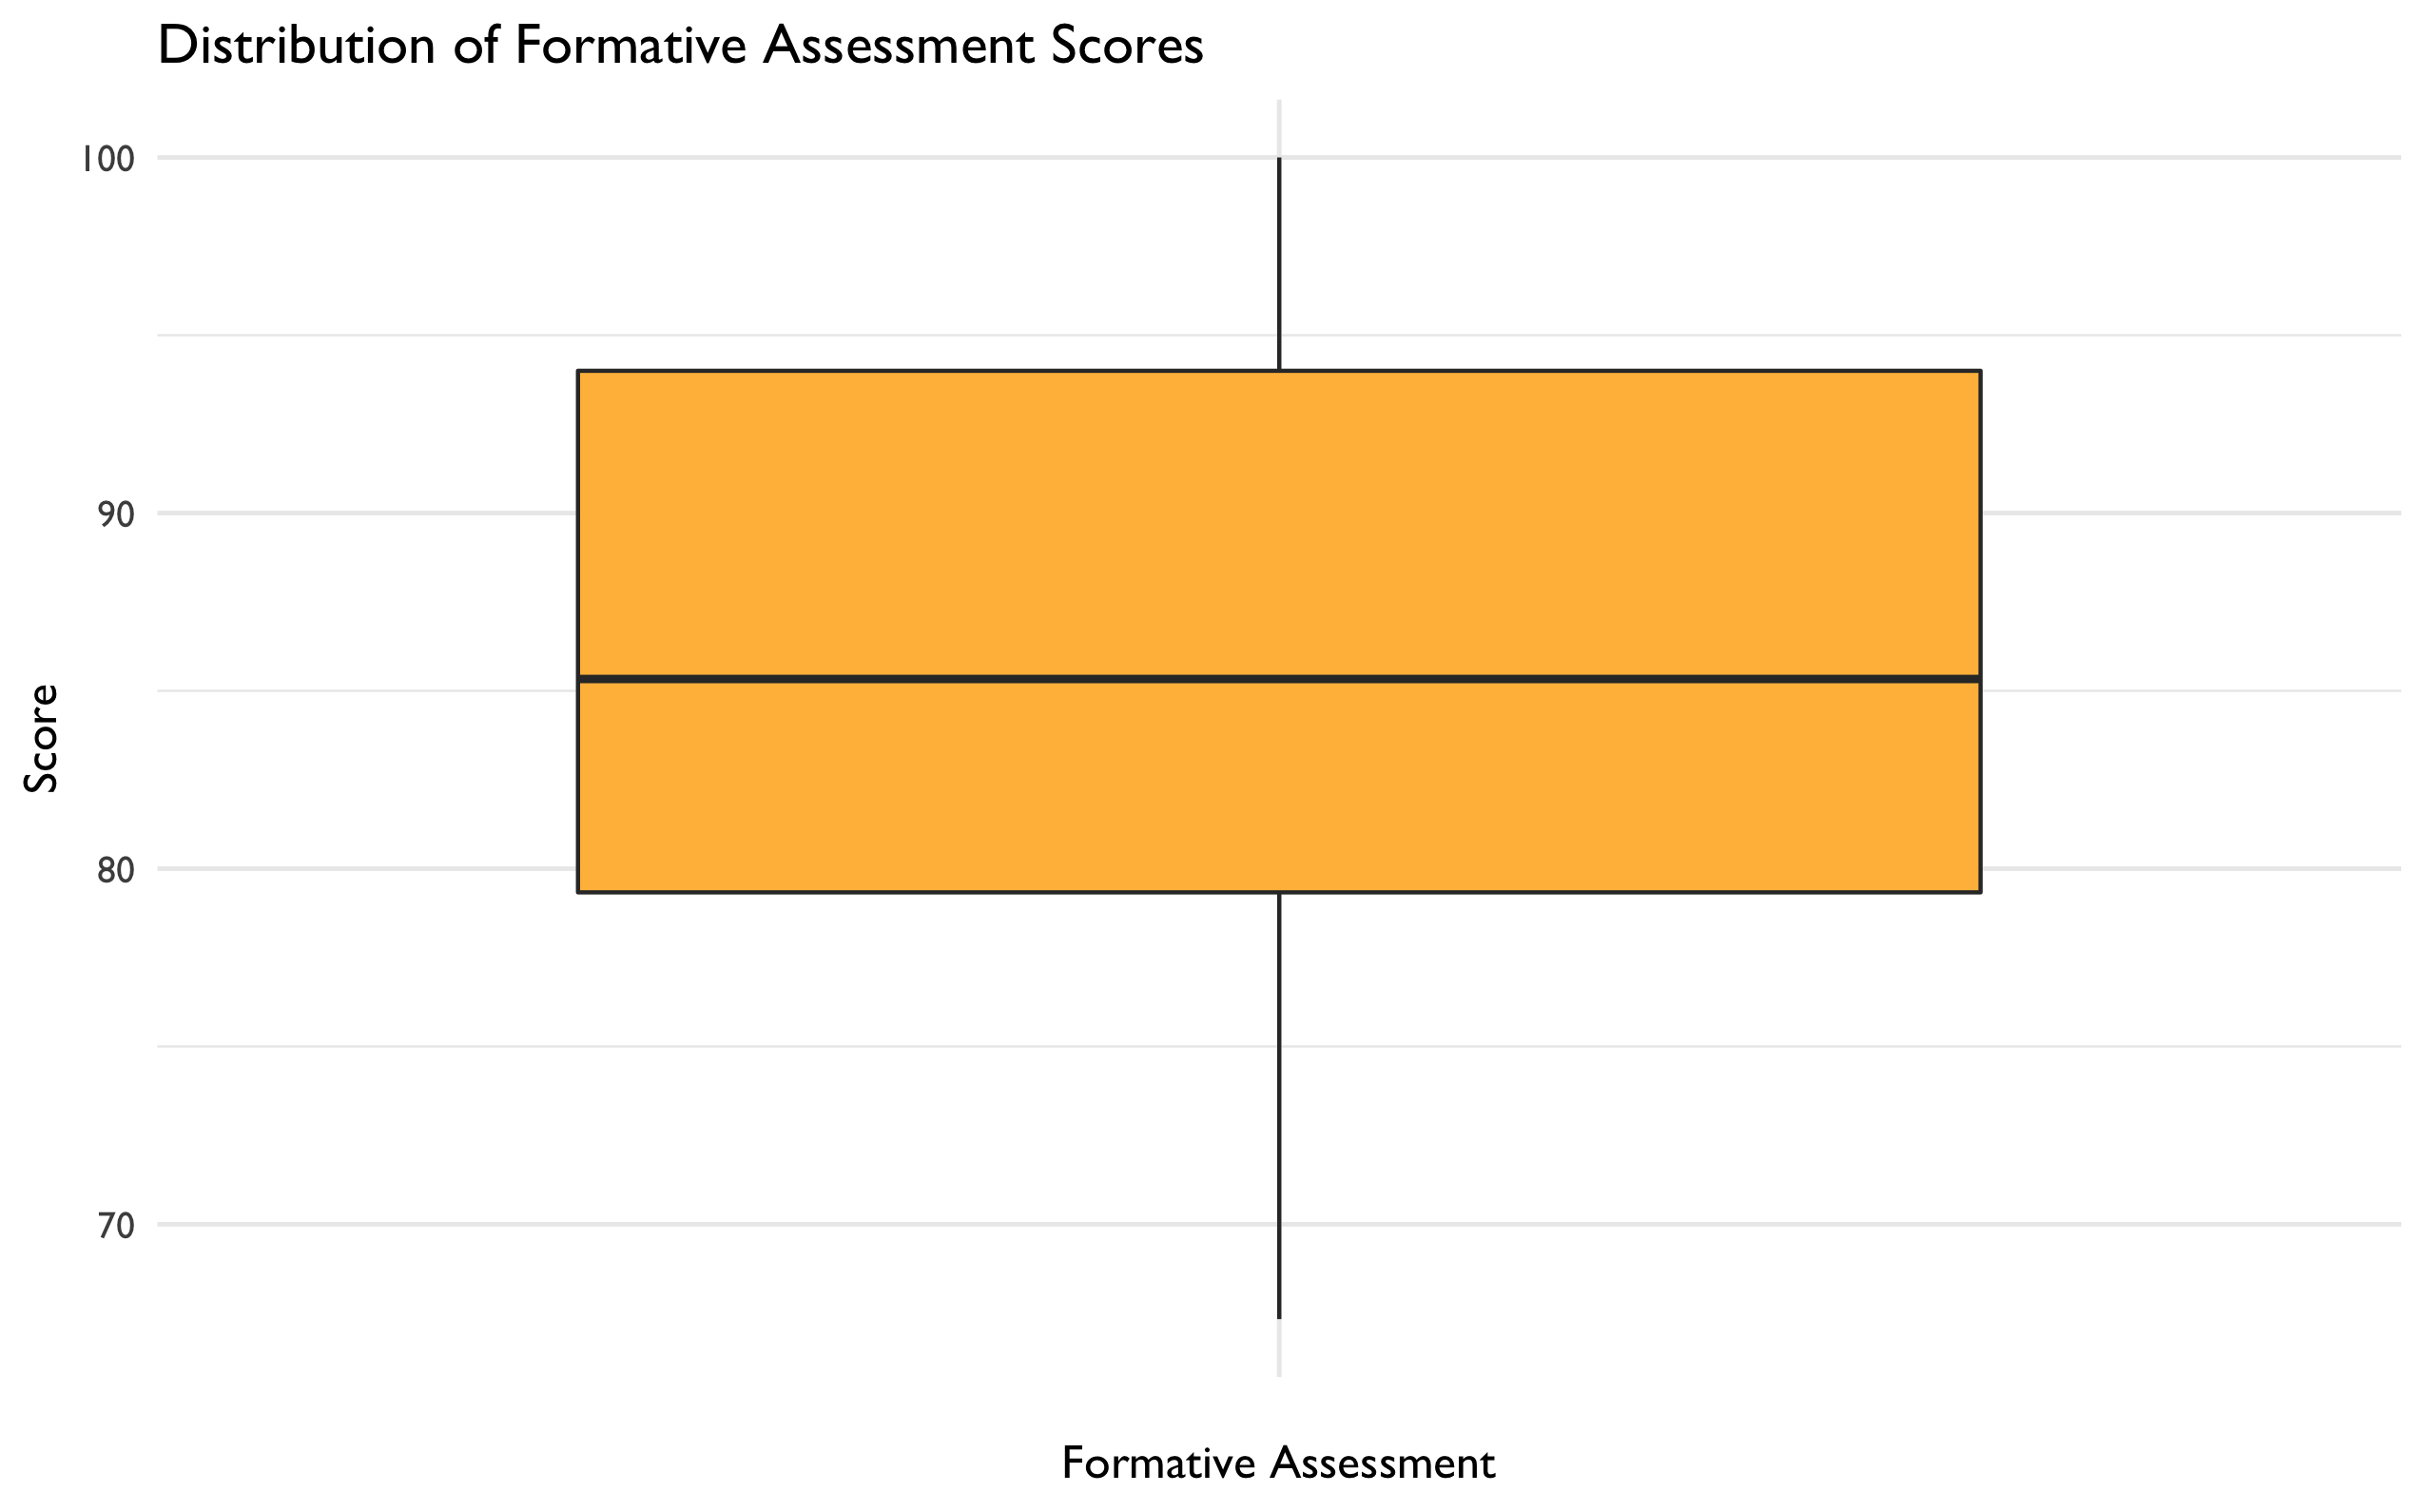 Distribution of Formative Assessment Scores
100
90
80
70
Score
Formative Assessment